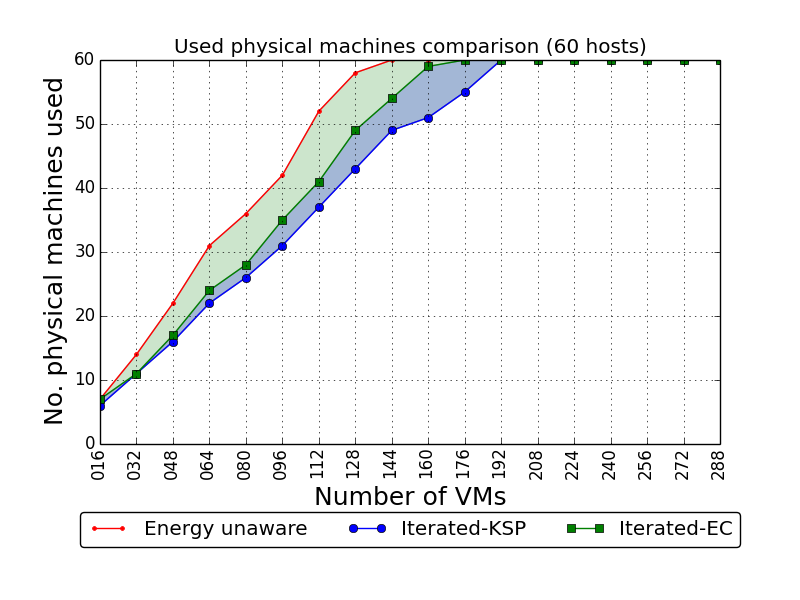 Used physical machines comparison (60 hosts)
No. physical machines used
60
50
40
30
20
10
0
016 032 048 064 080 096 112 128 144 160 176 192 208 224 240 256 272 288
Number of VMs
Energy unaware Iterated-KSP Iterated-EC